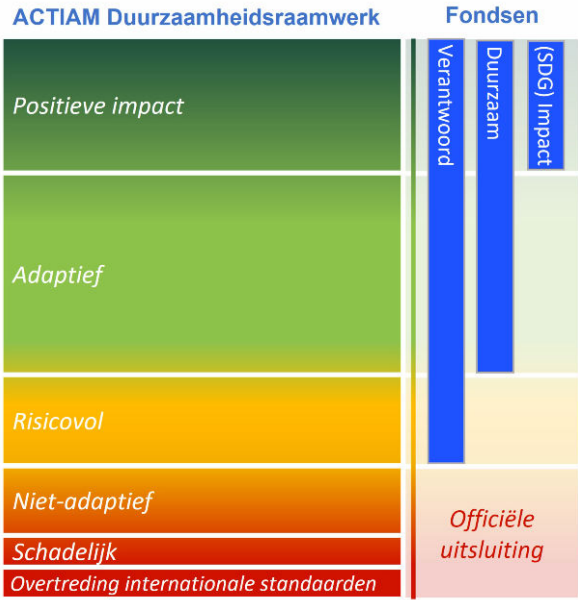 ACTIAM Duurzaamheidsraamwerk
Fondsen
Positieve impact
Adaptief
Risicovol
Niet-adaptief
Schadelijk
Overtreding internationale standaarden
Verantwoord
Duurzaam
(SDG) Impact
Officiële
uitsluiting